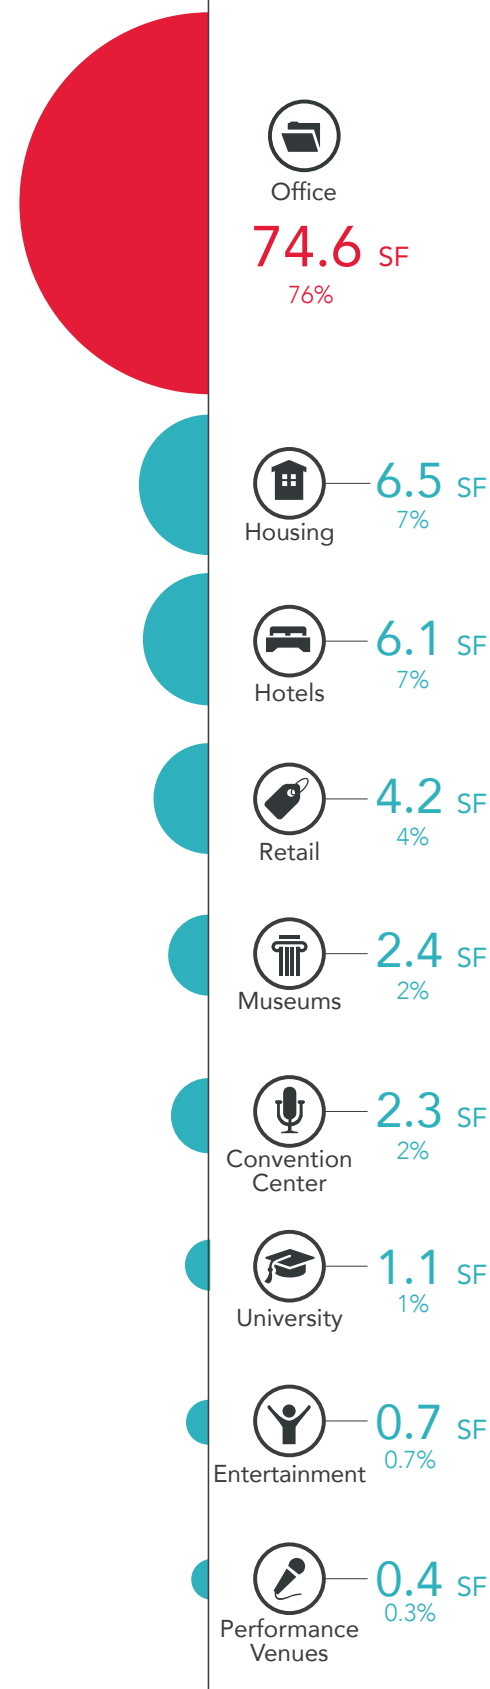 Office
74.6 SF
76%
6.5 SF
7%
Housing
6.1 SF
7%
Hotels
4.2 SF
4%
Retail
2.4 SF
2%
Museums
2.3 SF
2%
Convention
Center
1.1 SF
1%
University
0.7 SF
0.7%
Entertainment
0.4 SF
0.3%
Performance
Venues